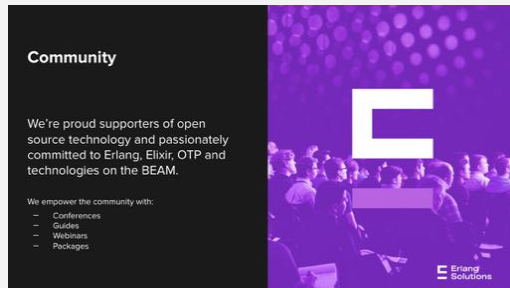 Community
We're proud supporters of open
source technology and passionately
committed to Erlang, Elixir, OTP and
technologies on the BEAM.
We empower the community with:
– Conferences
– Guides
– Webinars
– Packages
Erlang
Solutions